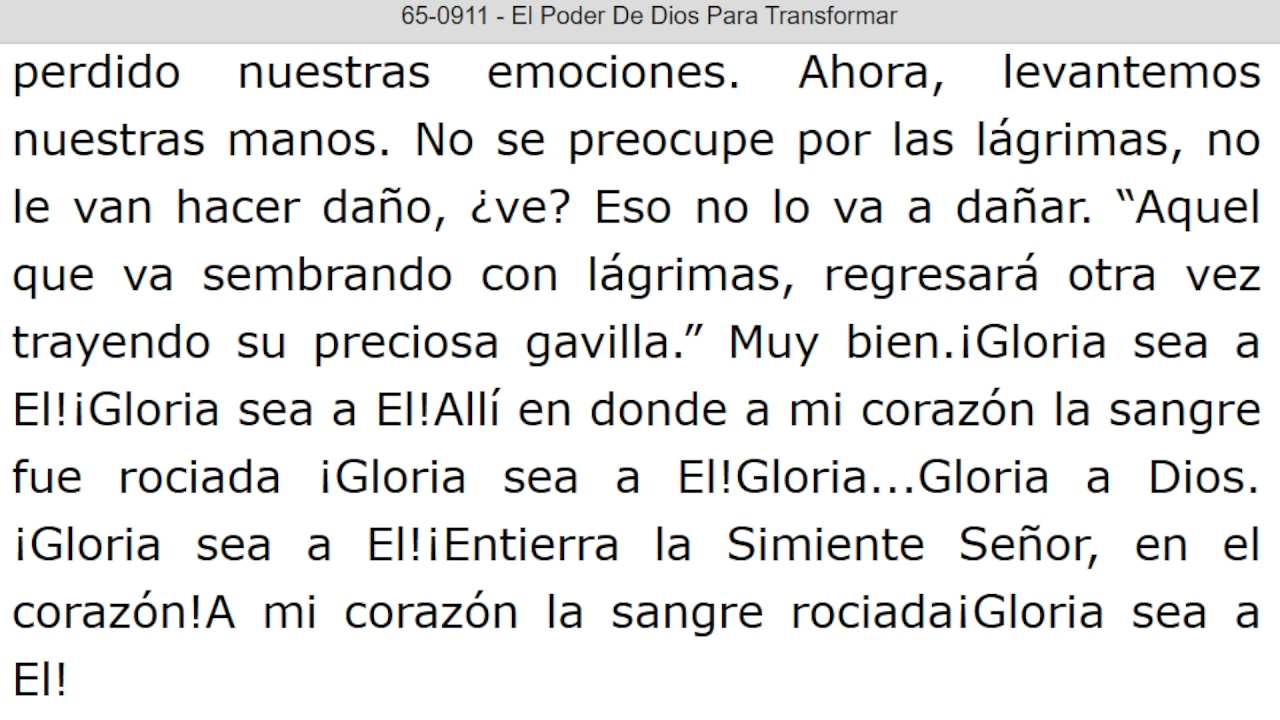 65-0911 - El Poder De Dios Para Transformar
perdido nuestras emociones. Ahora, levantemos
nuestras manos. No se preocupe por las lágrimas, no
le van hacer daño, ¿ve? Eso no lo va a dañar. “Aquel
que va sembrando con lágrimas, regresará otra vez
trayendo su preciosa gavilla.” Muy bien.¡Gloria sea a
El!¡Gloria sea a El!Allí en donde a mi corazón la sangre
fue rociada ¡Gloria sea a El!Gloria...Gloria a Dios.
¡Gloria sea a El!¡Entierra la Simiente Señor, en el
corazón!A mi corazón la sangre rociada¡Gloria sea a
El!